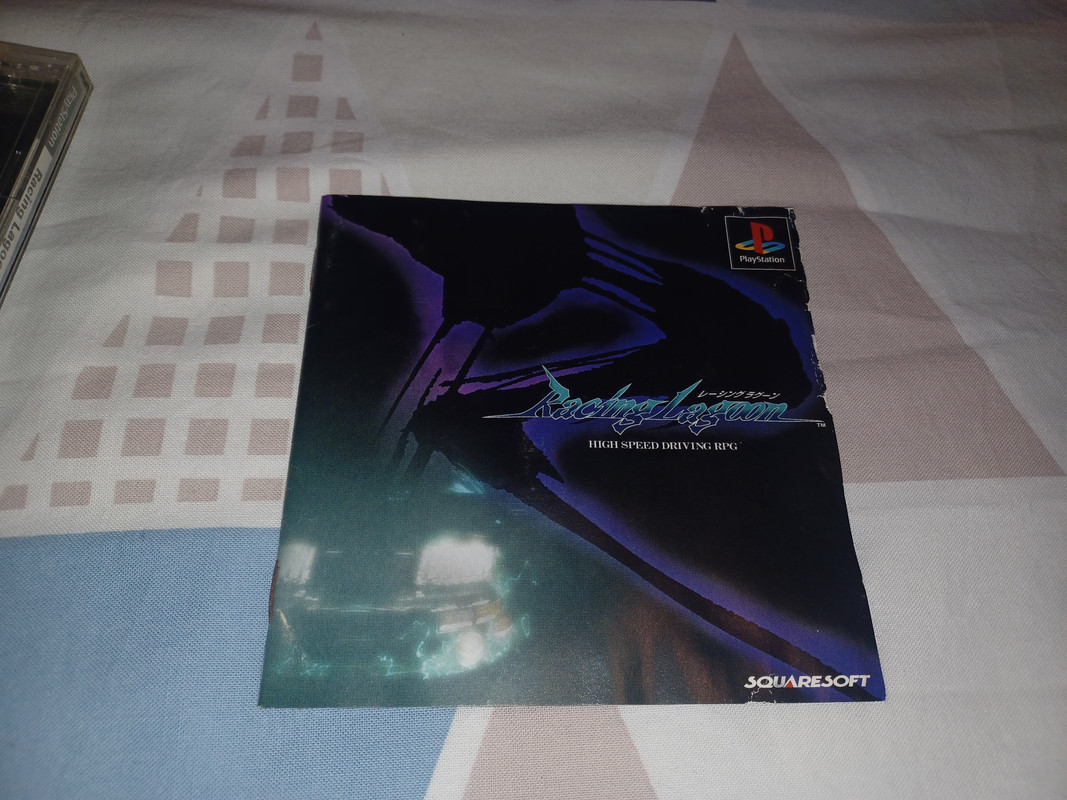 PlayStation
Racing Lagoon
PlayStation
レーシングラグーン
Racing Lagoon™
HIGH SPEED DRIVING RPG
SQUARESOFT